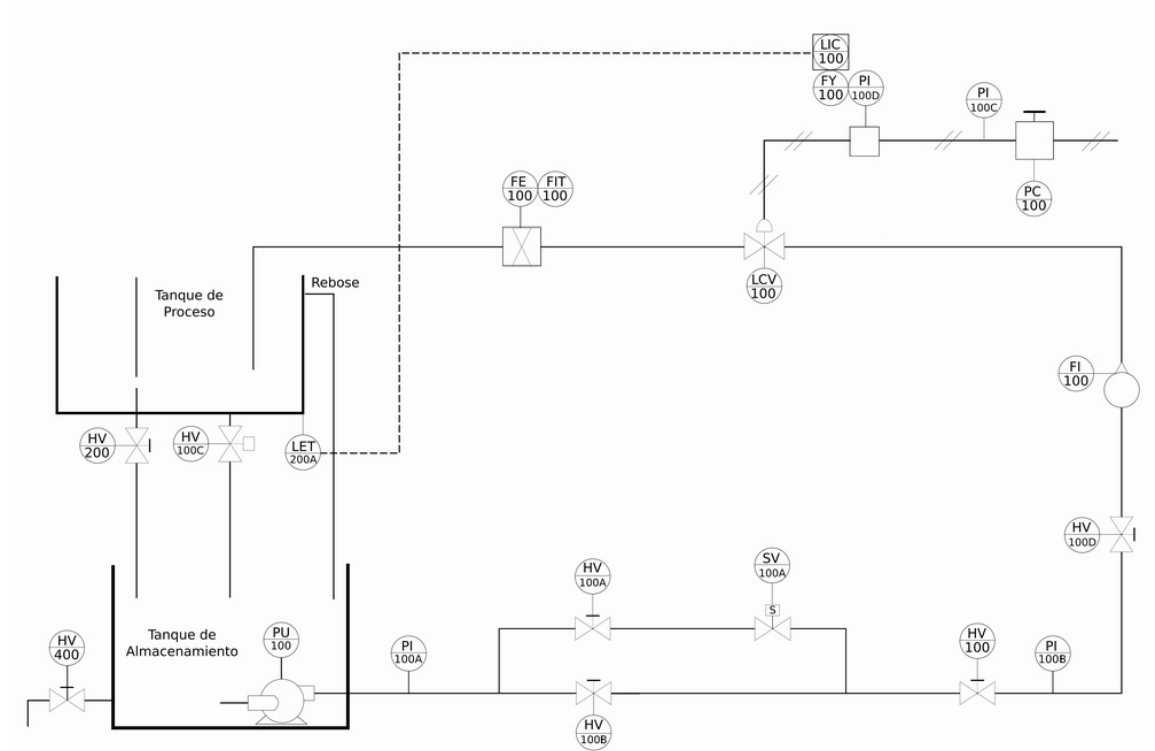 LIC
100
FY
100
PI
100D
PI
100C
PC
100
FE
100
FIT
100
LCV
100
Rebose
Tanque de
Proceso
FI
100
HV
200
HV
100C
LET
200A
HV
100D
HV
100A
SV
100A
S
HV
400
Tanque de
Almacenamiento
PU
100
PI
100A
HV
100
PI
100B
HV
100B